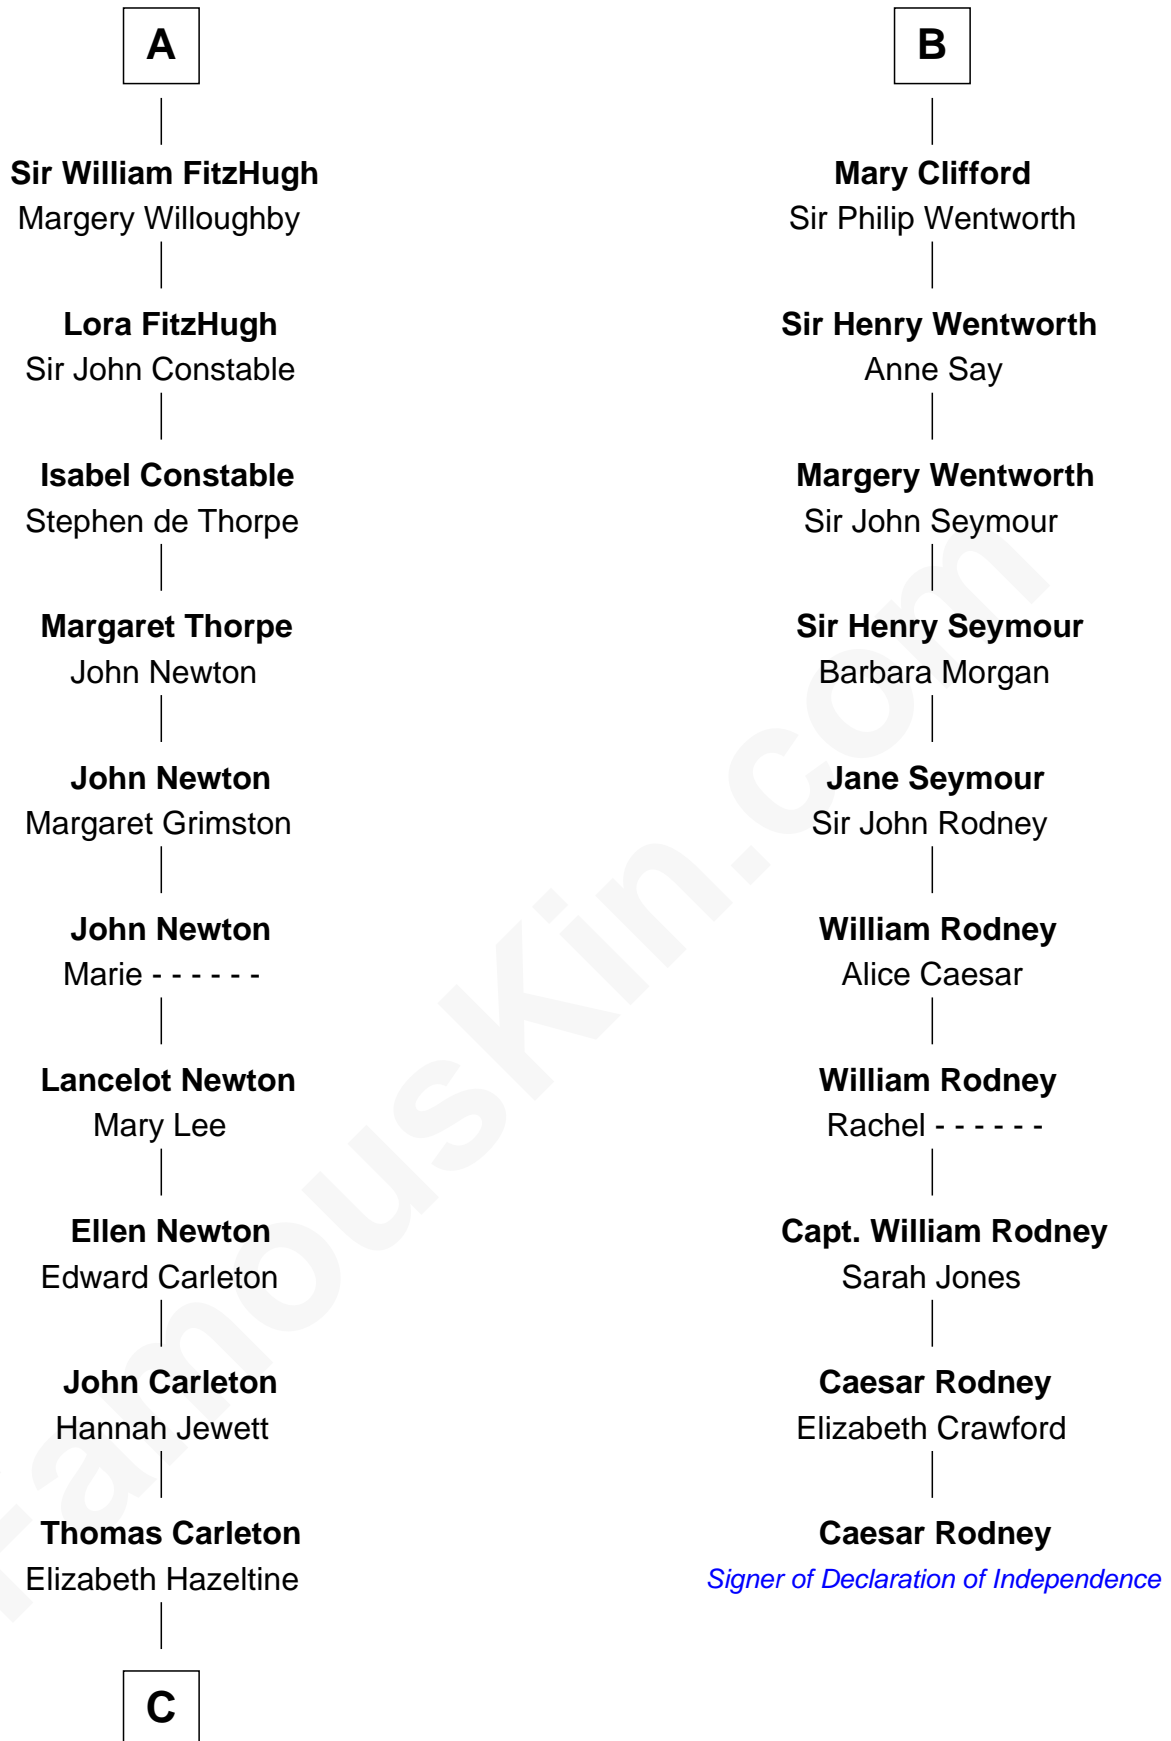 A
Sir William FitzHugh
Margery Willoughby
Lora FitzHugh
Sir John Constable
Isabel Constable
Stephen de Thorpe
Margaret Thorpe
John Newton
John Newton
Margaret Grimston
John Newton
Marie - - - - - -
Lancelot Newton
Mary Lee
Ellen Newton
Edward Carleton
John Carleton
Hannah Jewett
Thomas Carleton
Elizabeth Hazeltine
C
B
Mary Clifford
Sir Philip Wentworth
Sir Henry Wentworth
Anne Say
Margery Wentworth
Sir John Seymour
Sir Henry Seymour
Barbara Morgan
Jane Seymour
Sir John Rodney
William Rodney
Alice Caesar
William Rodney
Rachel - - - - - -
Capt. William Rodney
Sarah Jones
Caesar Rodney
Elizabeth Crawford
Caesar Rodney
Signer of Declaration of Independence
FamousKin.com